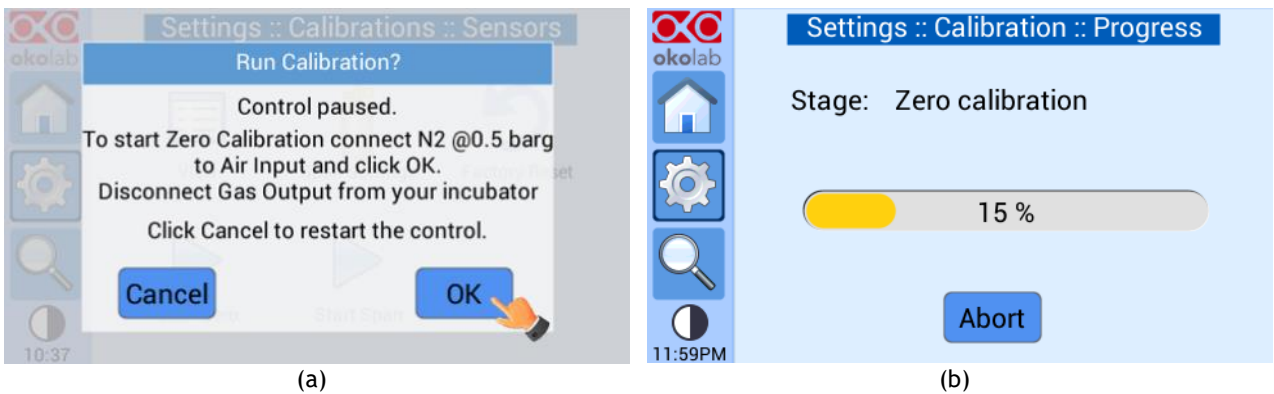 Settings :: Calibrations :: Sensors
okolab
Run Calibration?
Control paused.
To start Zero Calibration connect N2 @0.5 barg
to Air Input and click OK.
Disconnect Gas Output from your incubator
Click Cancel to restart the control.
Cancel
OK
Start Span
10:37
(a)
Settings :: Calibration :: Progress
okolab
Stage: Zero calibration
15 %
Abort
11:59PM
(b)